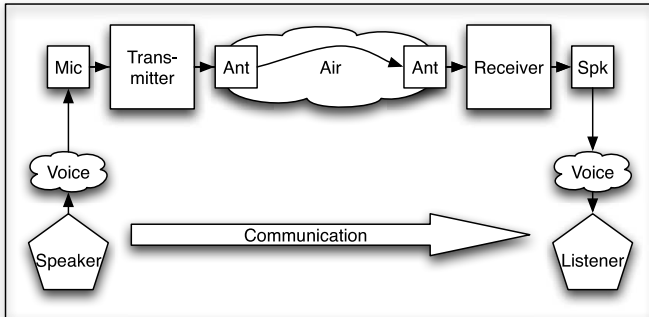 Mic
Trans-
mitter
Ant
Air
Ant
Receiver
Spk
Voice
Voice
Communication
Speaker
Listener